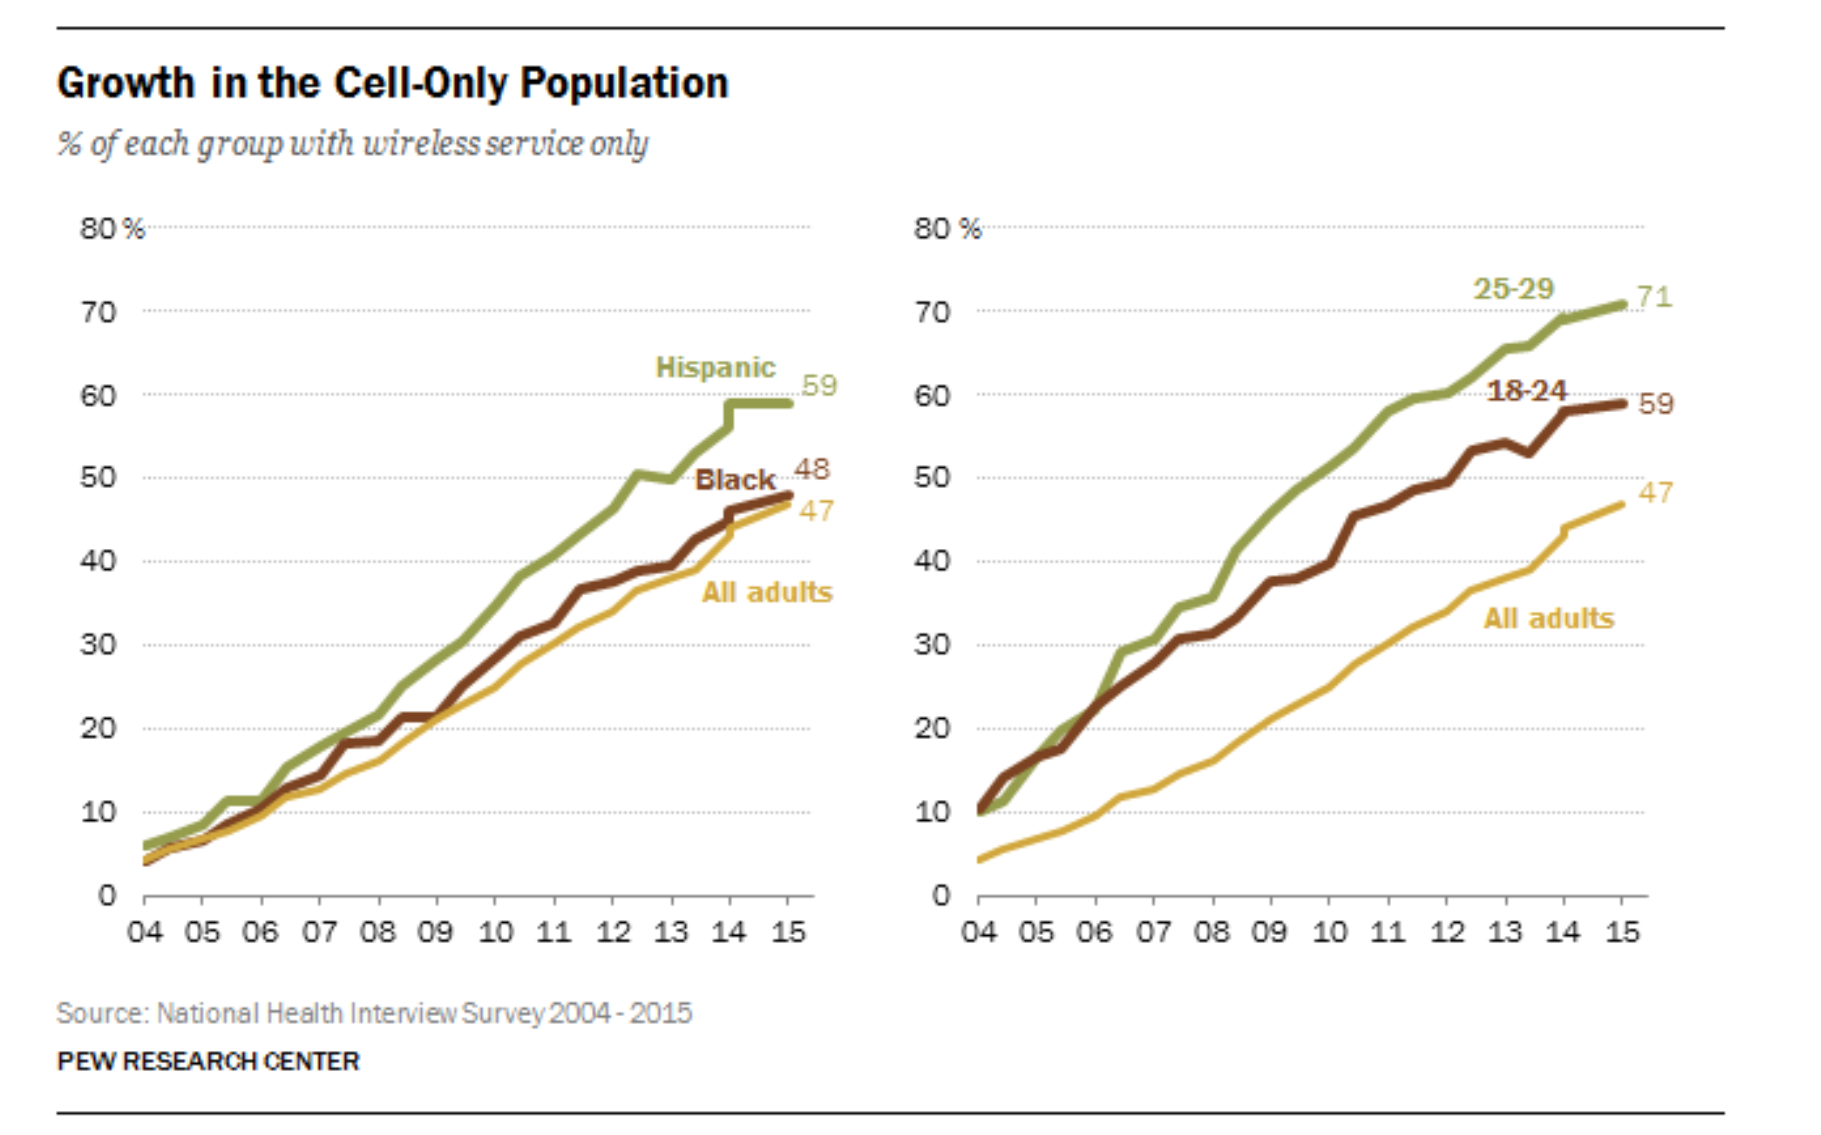 Growth in the Cell-Only Population
% of each group with wireless service only
80 %
70
60
50
40
30
20
10
0
Hispanic
59
Black
48
47
All adults
04 05 06 07 08 09 10 11 12 13 14 15
80 %
70
60
50
40
30
20
10
0
25-29
71
18-24
59
47
All adults
04 05 06 07 08 09 10 11 12 13 14 15
Source: National Health Interview Survey 2004 - 2015
PEW RESEARCH CENTER